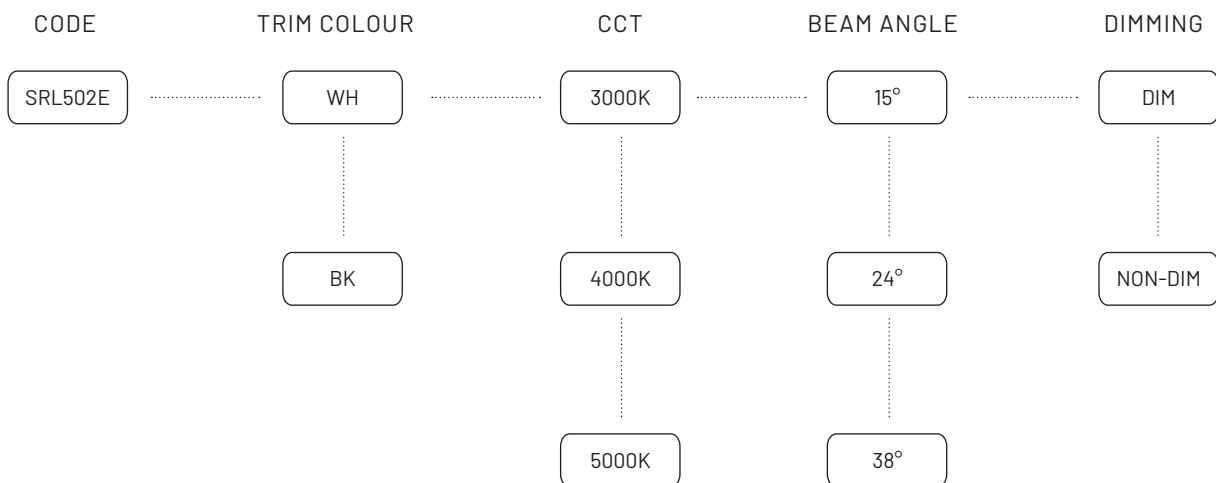 CODE TRIM COLOUR CCT BEAM ANGLE DIMMING
SRL502E WH 3000K 15° DIM
BK 4000K 24° NON-DIM
5000K 38°